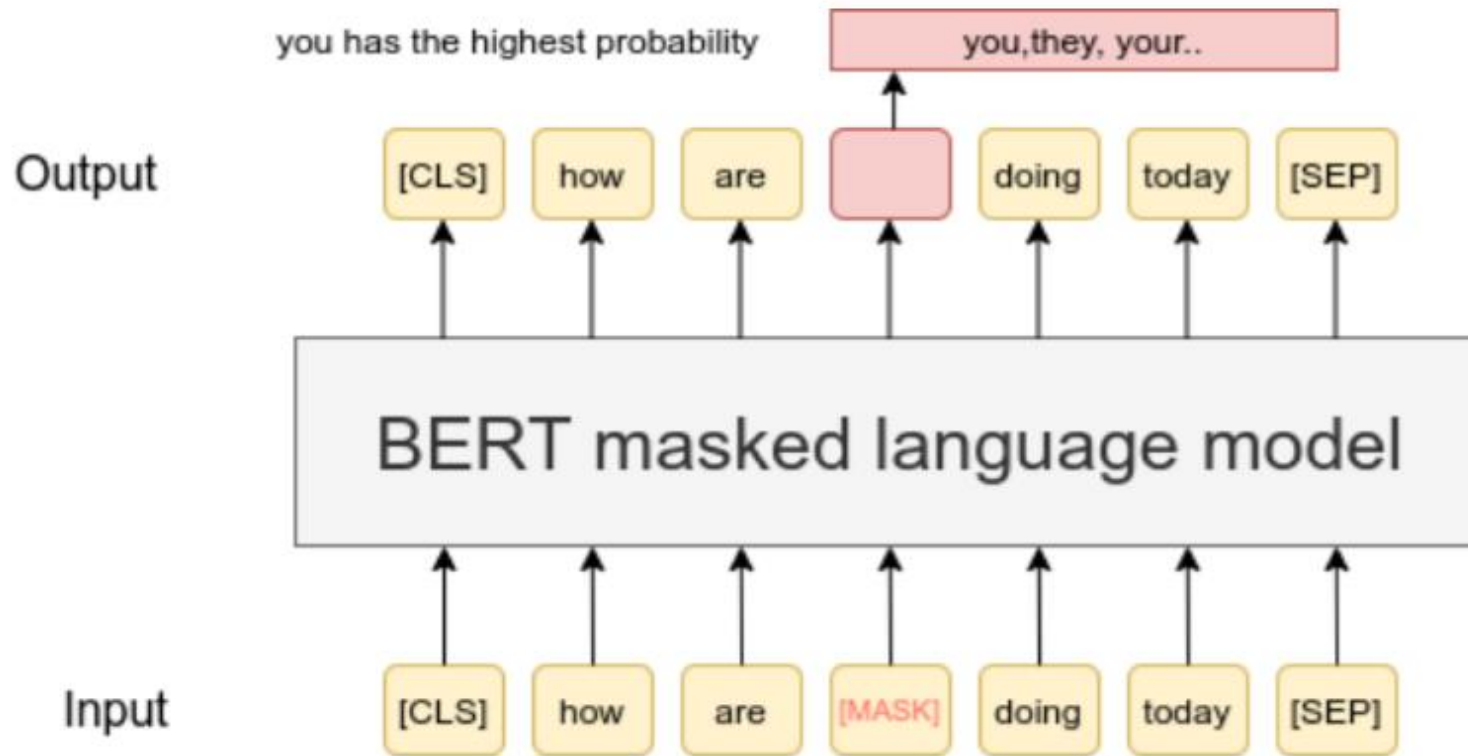 you has the highest probability
you,they, your..
Output
[CLS] how are doing today [SEP]
BERT masked language model
Input
[CLS] how are [MASK] doing today [SEP]